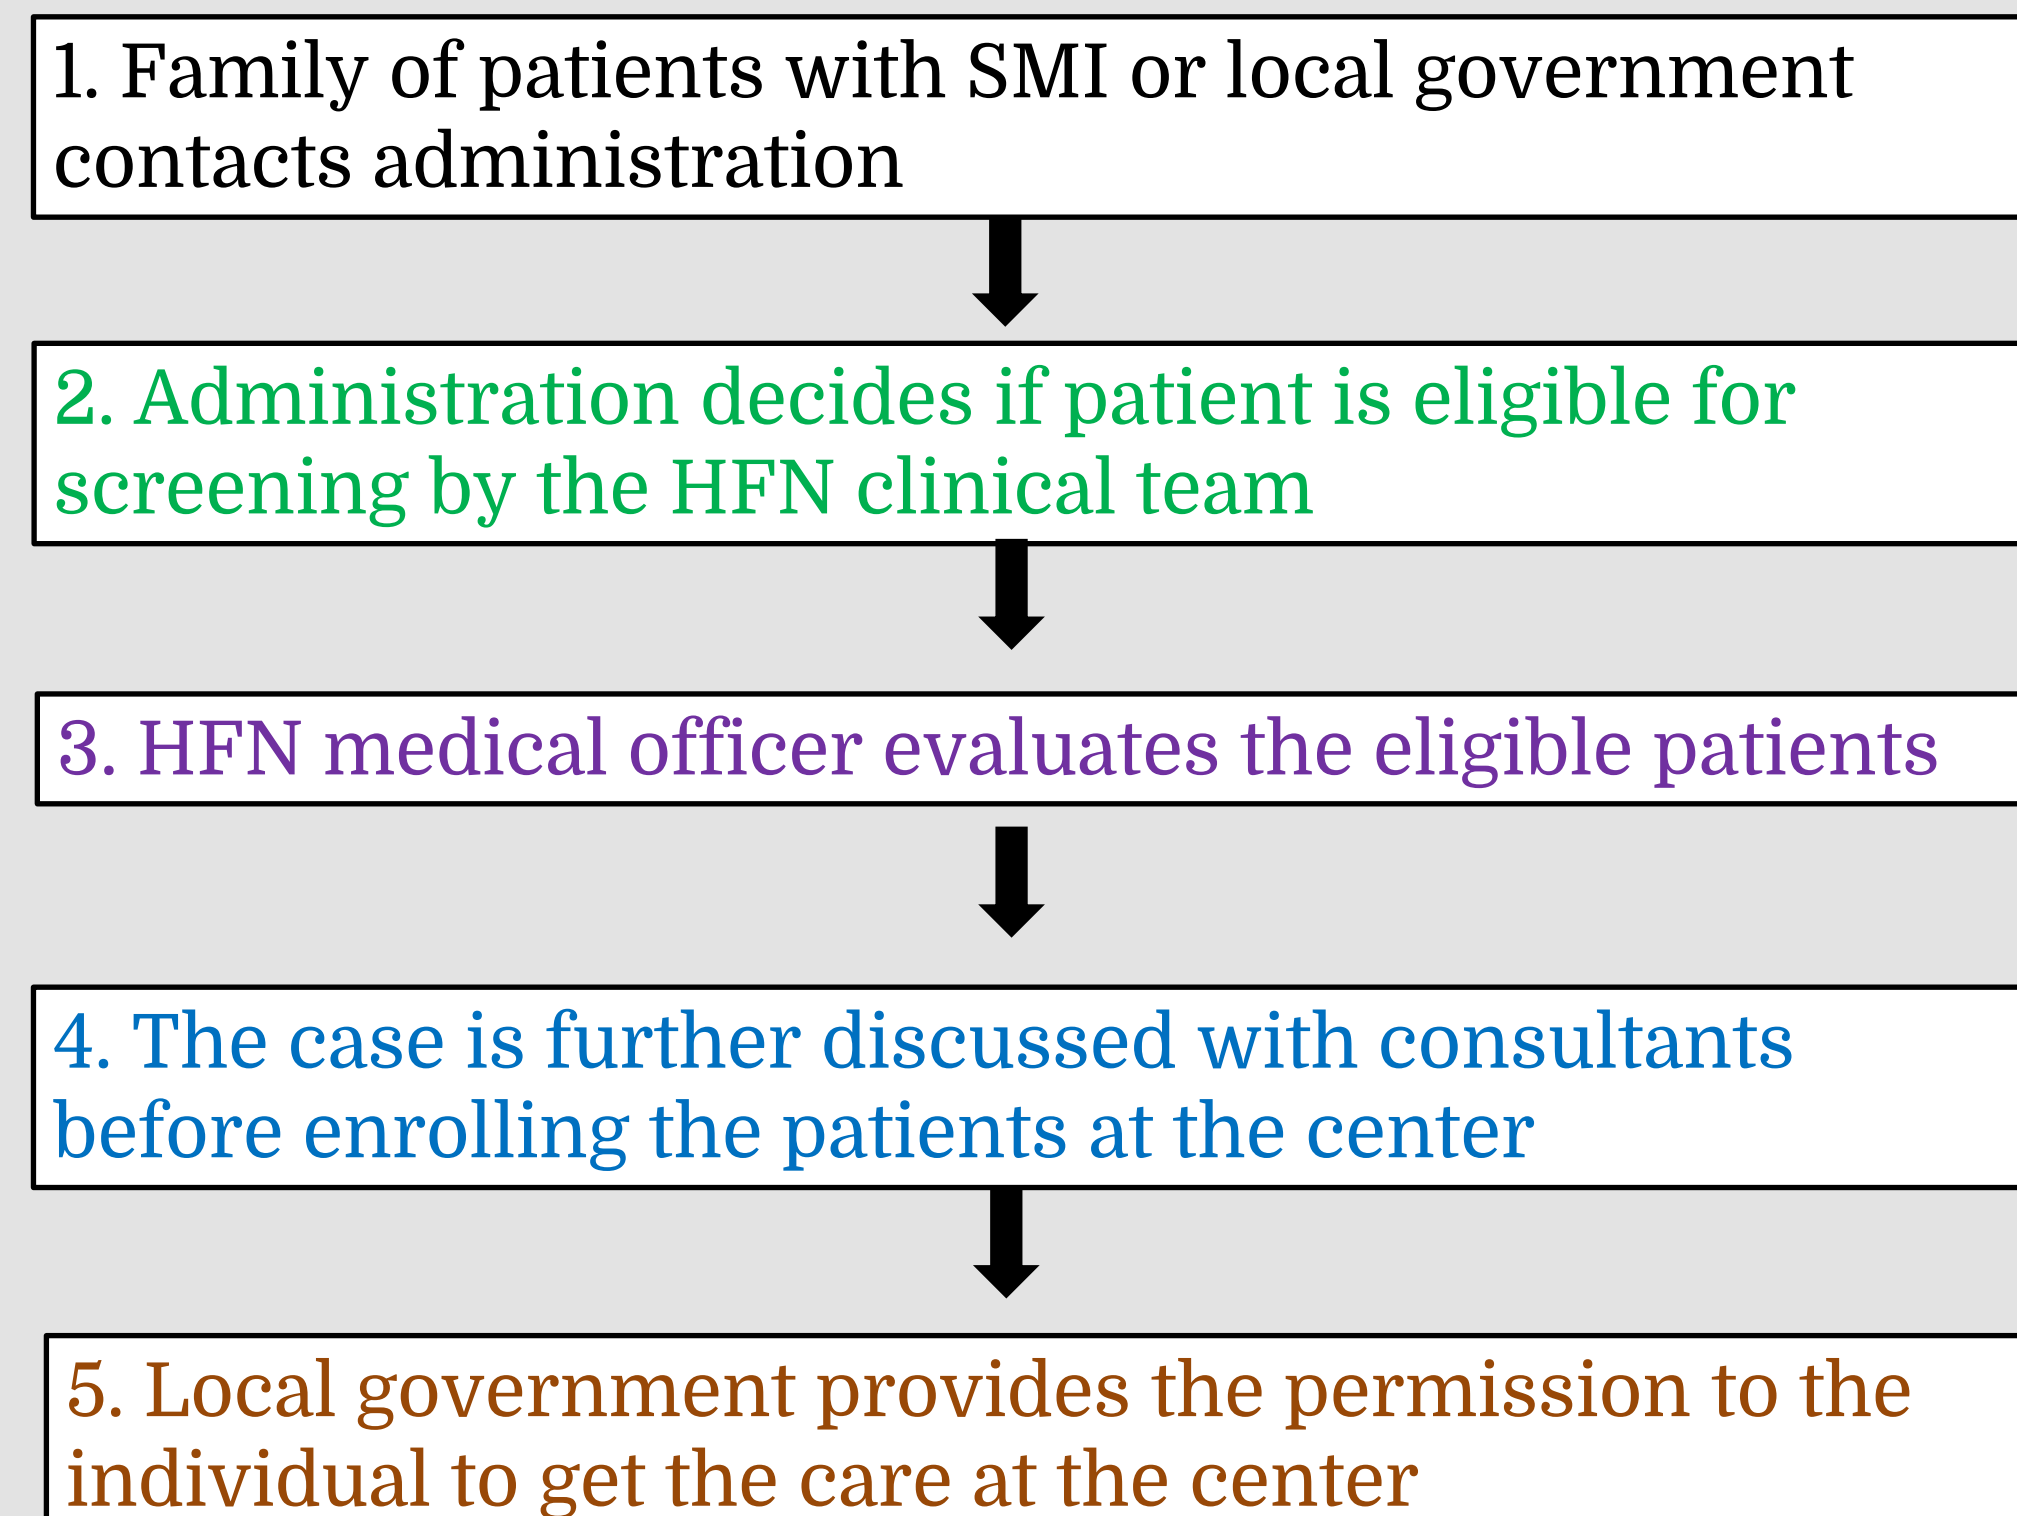 1. Family of patients with SMI or local government
contacts administration
2. Administration decides if patient is eligible for
screening by the HFN clinical team
3. HFN medical officer evaluates the eligible patients
4. The case is further discussed with consultants
before enrolling the patients at the center
5. Local government provides the permission to the
individual to get the care at the center